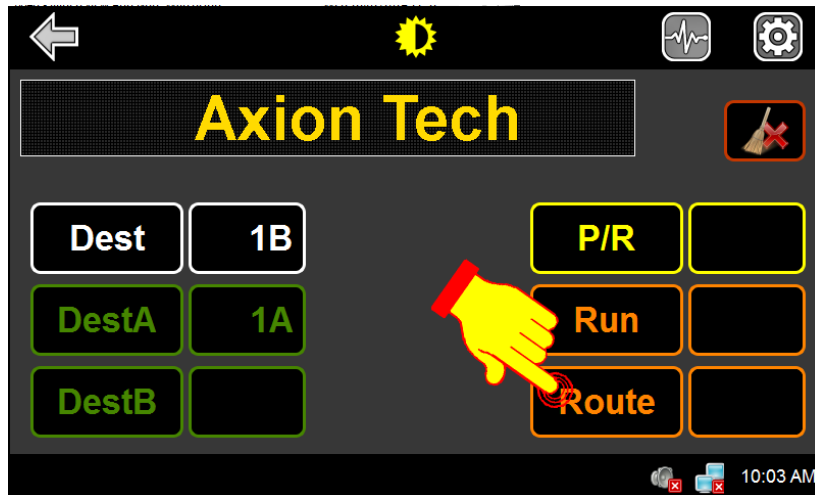 Axion Tech
Dest 1B P/R
DestA 1A Run
DestB Route
10:03 AM